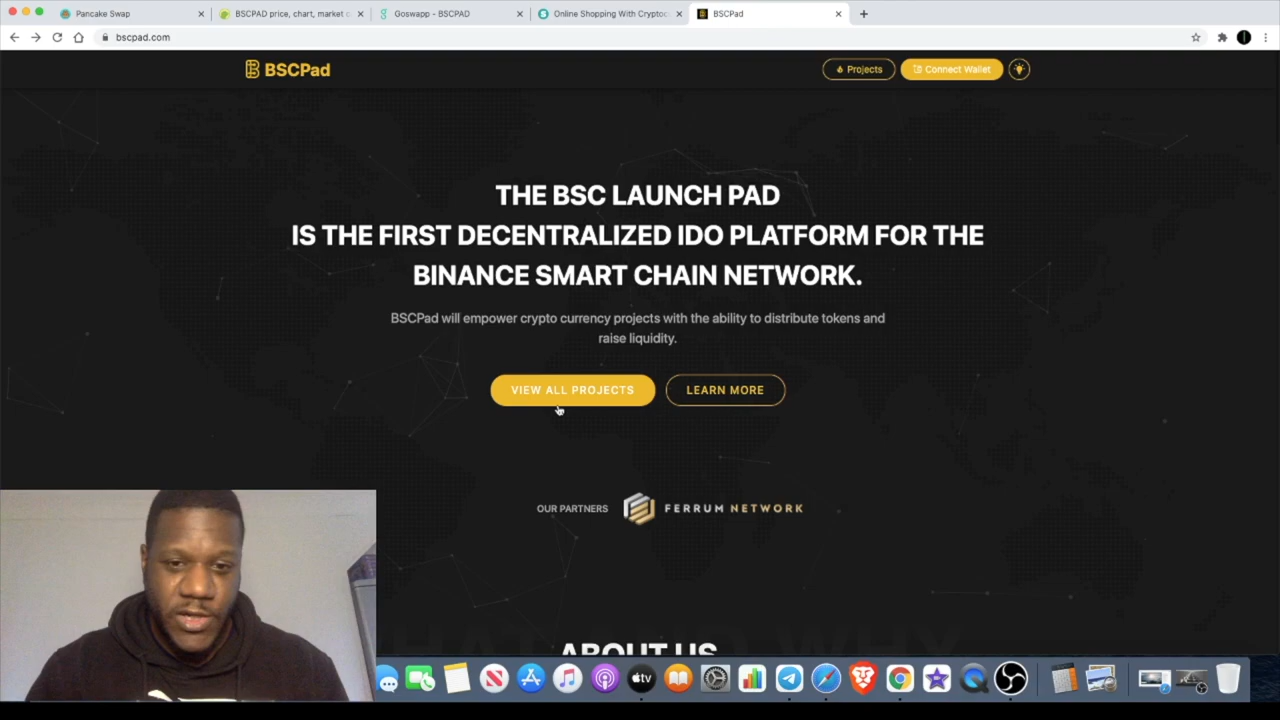 Pancake Swap
BSCPAD price, chart, market c
Goswapp - BSCPAD
Online Shopping With Cryptoc
BSCPad
bscpad.com
BSCPad
Projects
Connect Wallet
THE BSC LAUNCH PAD
IS THE FIRST DECENTRALIZED IDO PLATFORM FOR THE
BINANCE SMART CHAIN NETWORK.
BSCPad will empower crypto currency projects with the ability to distribute tokens and
raise liquidity.
VIEW ALL PROJECTS
LEARN MORE
OUR PARTNERS
FERRUM NETWORK
ABOUT US
tv